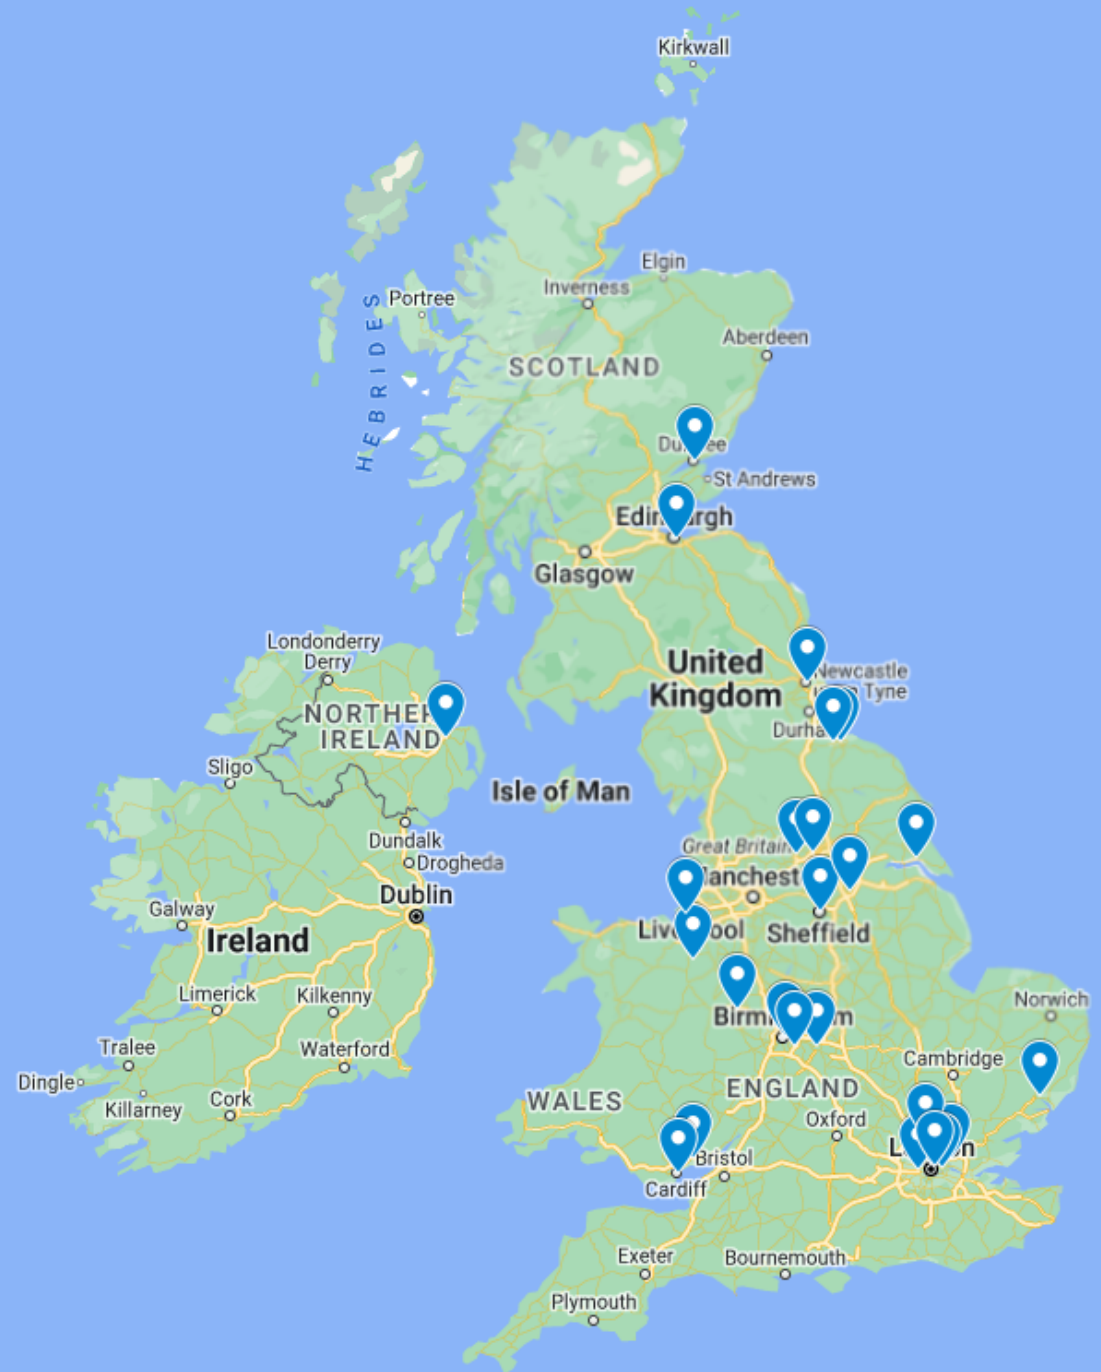 Kirkwall
Elgin
Inverness
Portree
HEBRIDES
Aberdeen
SCOTLAND
St Andrews
Glasgow
Londonderry
Derry
United
Kingdom
Newcastle
Tyne
NORTHER
IRELAND
Sligo
Isle of Man
Dundalk
Drogheda
Great Britain
Dublin
Galway
Ireland
Sheffield
Limerick
Kilkenny
Norwich
Tralee
Waterford
Cambridge
Dingle
Killarney
Cork
WALES
ENGLAND
Oxford
Bristol
Cardiff
Exeter
Bournemouth
Plymouth